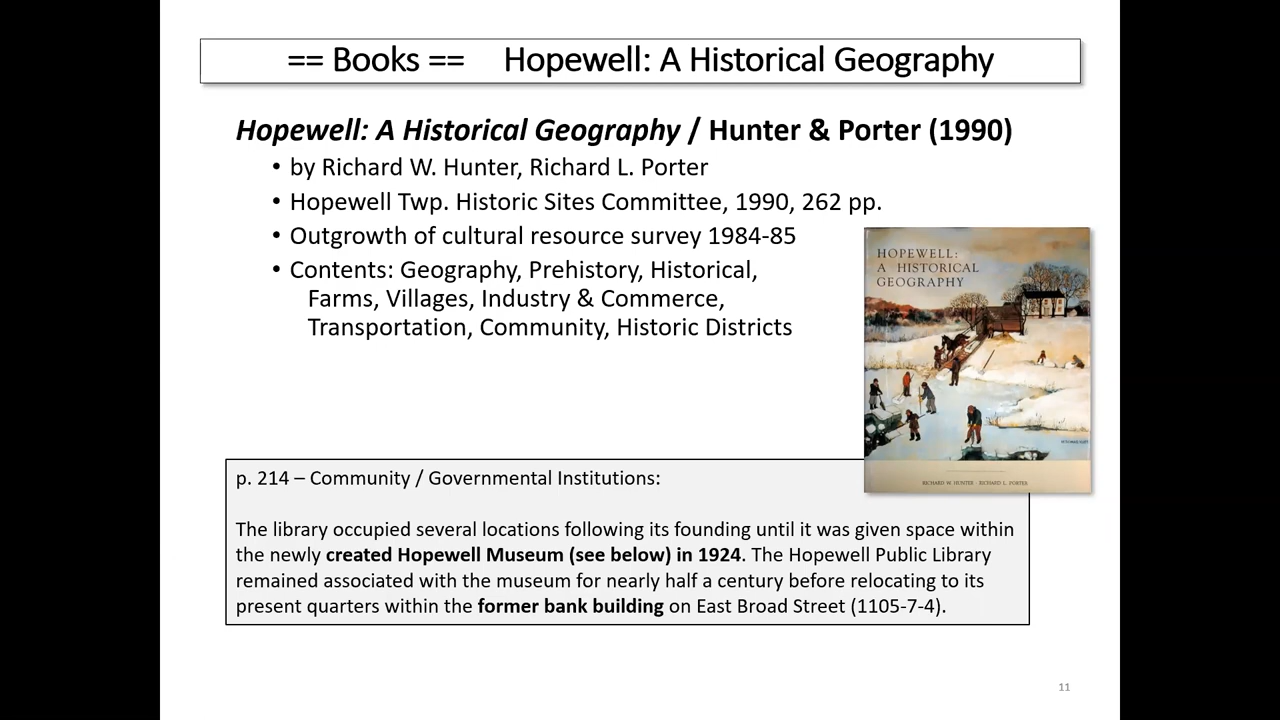 == Books == Hopewell: A Historical Geography
Hopewell: A Historical Geography / Hunter & Porter (1990)
• by Richard W. Hunter, Richard L. Porter
• Hopewell Twp. Historic Sites Committee, 1990, 262 pp.
• Outgrowth of cultural resource survey 1984-85
• Contents: Geography, Prehistory, Historical,
Farms, Villages, Industry & Commerce,
Transportation, Community, Historic Districts
HOPEWELL:
A HISTORICAL
GEOGRAPHY
RICHARD W. HUNTER · RICHARD L. PORTER
p. 214 – Community / Governmental Institutions:
The library occupied several locations following its founding until it was given space within
the newly created Hopewell Museum (see below) in 1924. The Hopewell Public Library
remained associated with the museum for nearly half a century before relocating to its
present quarters within the former bank building on East Broad Street (1105-7-4).
11